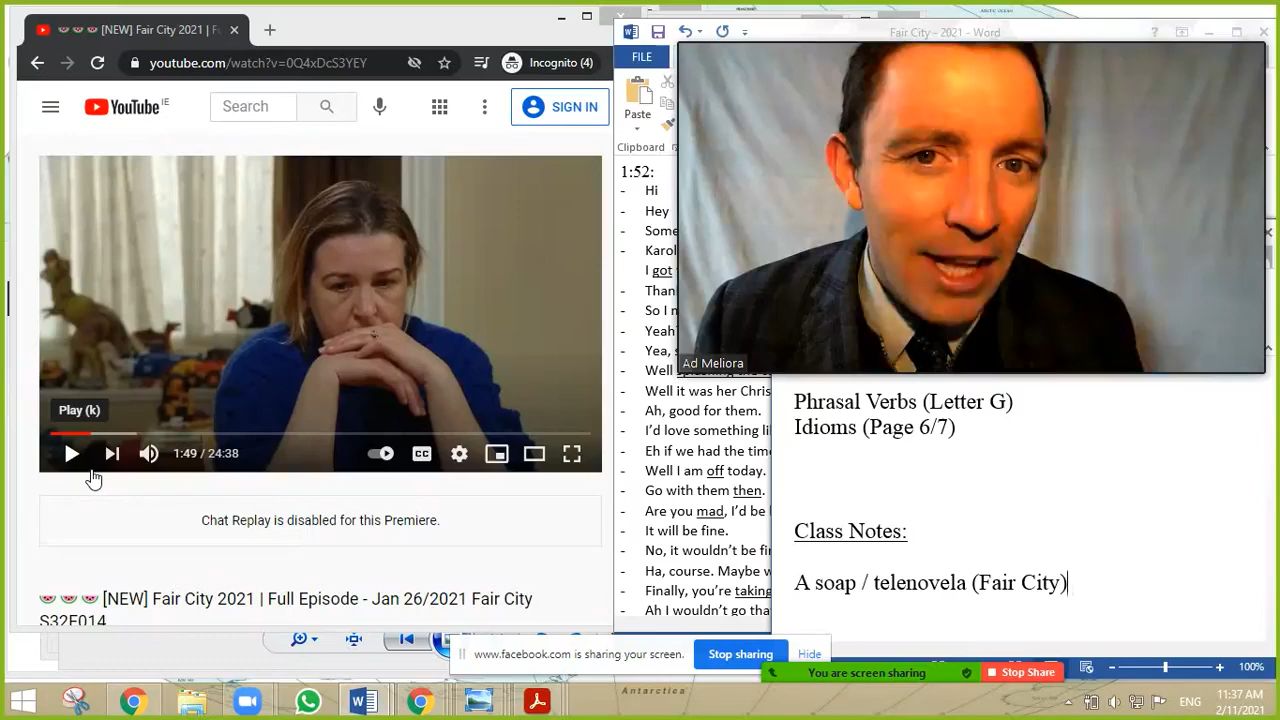 [NEW] Fair City 2021 | F
youtube.com/watch?v=0Q4xDcS3YEY
Incognito (4)
YouTube IE
Search
SIGN IN
Play (k)
1:49 / 24:38
CC
Chat Replay is disabled for this Premiere.
[NEW] Fair City 2021 | Full Episode - Jan 26/2021 Fair City
S32E014
Fair City - 2021 - Word
FILE
Paste
Clipboard
1:52:
- Hi
- Hey
- Some
- Karol
I got
- Than
- So I n
- Yeah
- Yea, s
- Well
- Well it was her Chris
- Ah, good for them.
- I'd love something li
- Eh if we had the time
- Well I am off today.
- Go with them then.
- Are you mad, I'd be
- It will be fine.
- No, it wouldn't be fi
- Ha, course. Maybe w
- Finally, you're taking
- Ah I wouldn't go tha
Ad Meliora
Phrasal Verbs (Letter G)
Idioms (Page 6/7)
Class Notes:
A soap / telenovela (Fair City)
www.facebook.com is sharing your screen.
Stop sharing
Hide
You are screen sharing
Stop Share
100%
Antarctica
ENG
11:37 AM
2/11/2021